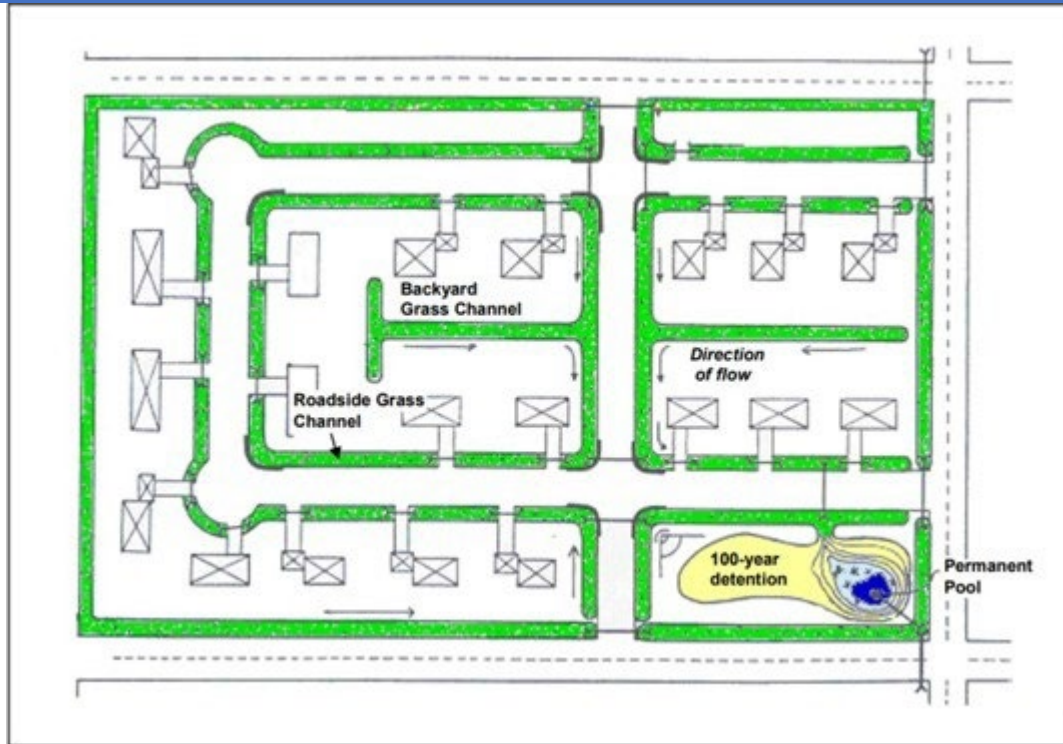 Backyard
Grass Channel
Direction
of flow
Roadside Grass
Channel
100-year
detention
Permanent
Pool